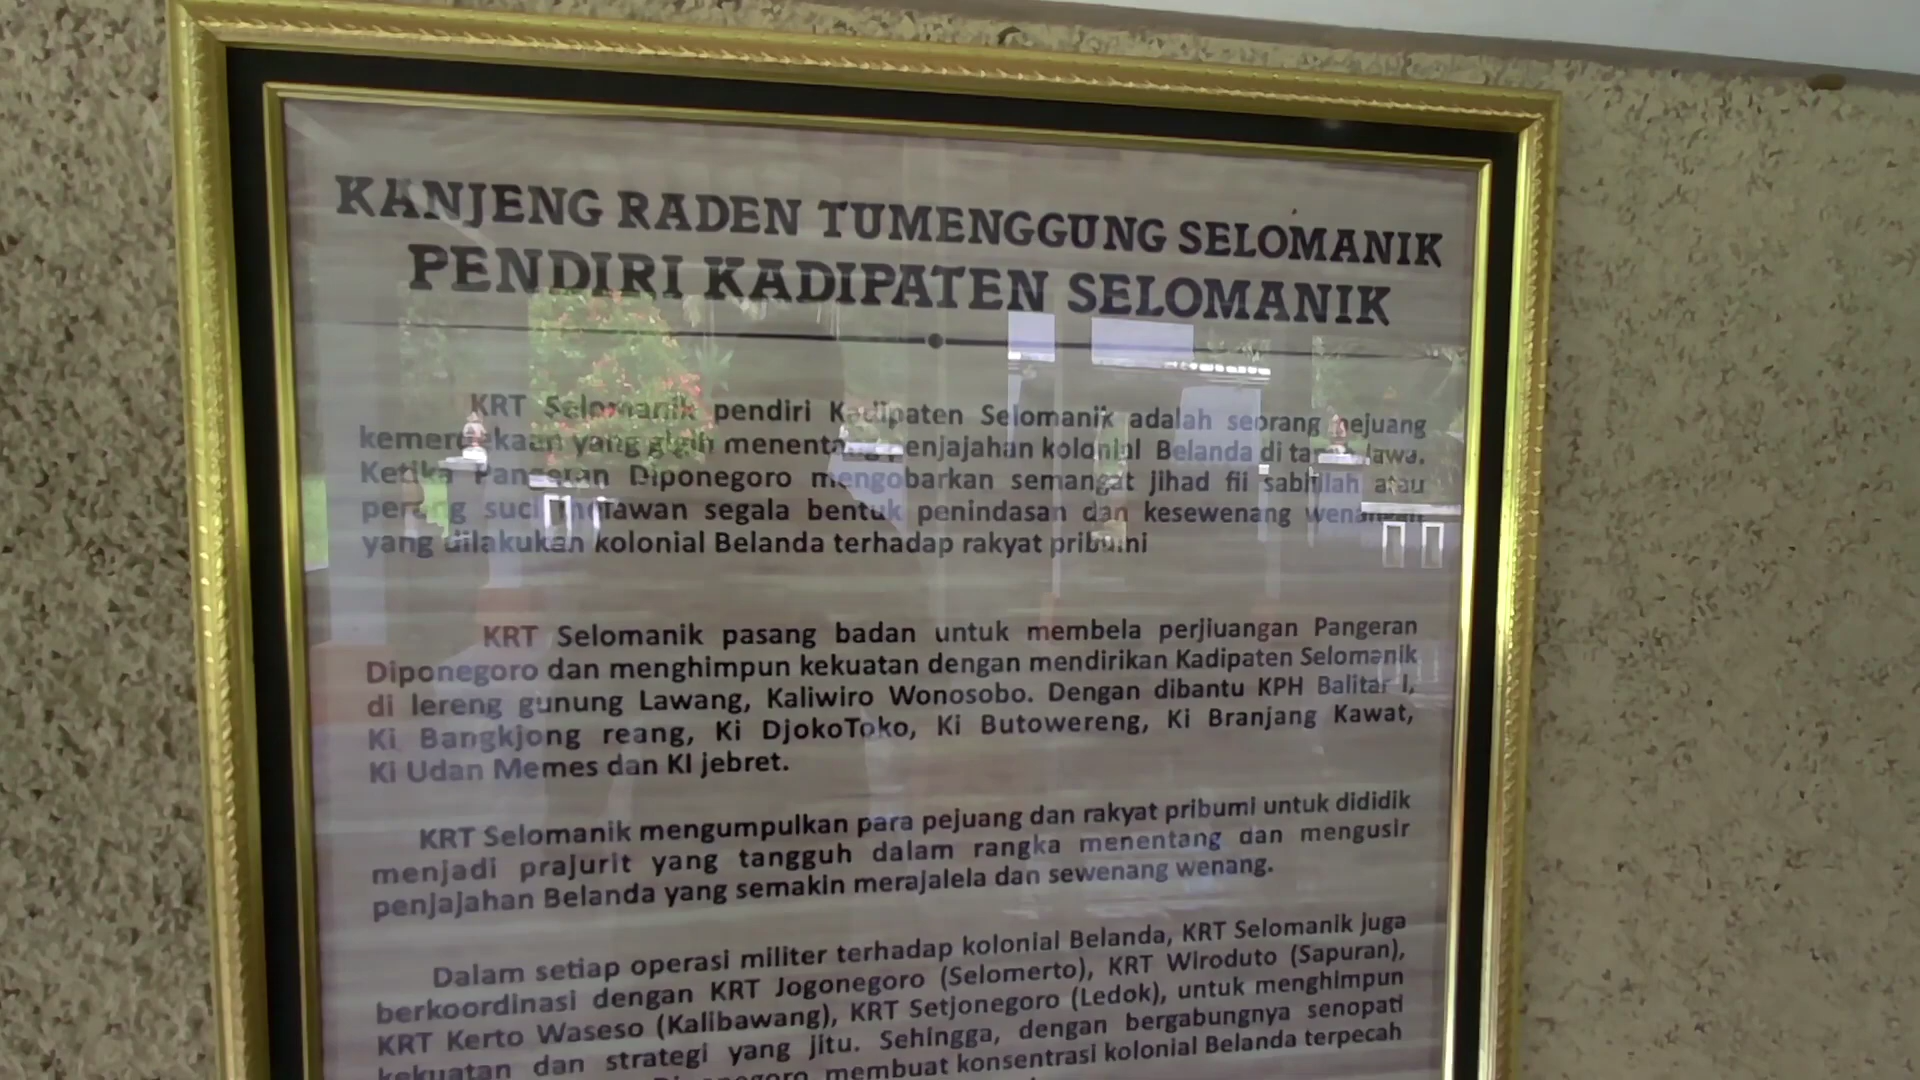 KANJENG RADEN TUMENGGUNG SELOMANIK
PENDIRI KADIPATEN SELOMANIK
KRT Selomanik pendiri Kadipaten Selomanik adalah seorang pejuang
kemerdekaan yang gigih menentang penjajahan kolonial Belanda di tanah Jawa.
Ketika Pangeran Diponegoro mengobarkan semangat jihad fii sabilillah atau
perang suci melawan segala bentuk penindasan dan kesewenang wenangan
yang dilakukan kolonial Belanda terhadap rakyat pribumi
KRT Selomanik pasang badan untuk membela perjiuangan Pangeran
Diponegoro dan menghimpun kekuatan dengan mendirikan Kadipaten Selomanik
di lereng gunung Lawang, Kaliwiro Wonosobo. Dengan dibantu KPH Balitar I,
Ki Bangkjong reang, Ki DjokoToko, Ki Butowereng, Ki Branjang Kawat,
Ki Udan Memes dan KI jebret.
KRT Selomanik mengumpulkan para pejuang dan rakyat pribumi untuk dididik
menjadi prajurit yang tangguh dalam rangka menentang dan mengusir
penjajahan Belanda yang semakin merajalela dan sewenang wenang.
Dalam setiap operasi militer terhadap kolonial Belanda, KRT Selomanik juga
berkoordinasi dengan KRT Jogonegoro (Selomerto), KRT Wiroduto (Sapuran),
KRT Kerto Waseso (Kalibawang), KRT Setjonegoro (Ledok), untuk menghimpun
kekuatan dan strategi yang jitu. Sehingga, dengan bergabungnya senopati
membuat konsentrasi kolonial Belanda terpecah